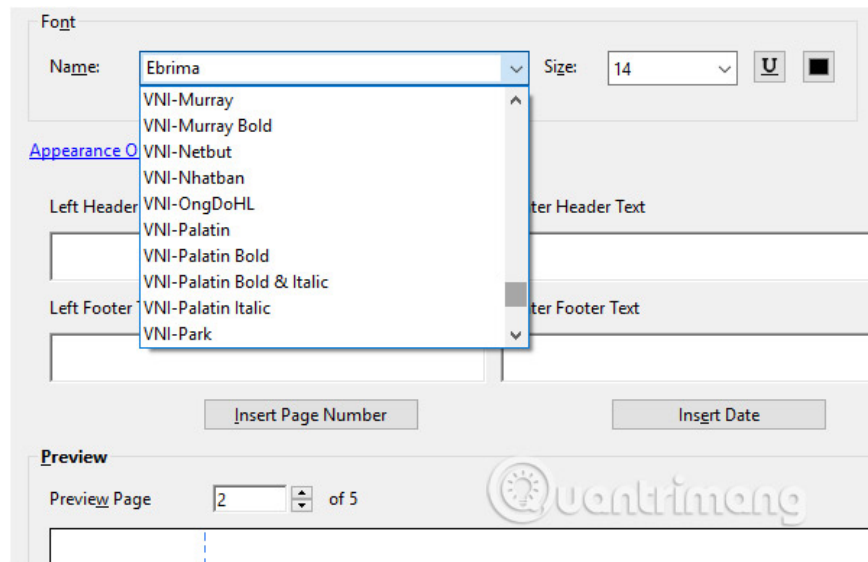 Font
Name: Ebrima Size: 14 U
VNI-Murray
VNI-Murray Bold
VNI-Netbut
VNI-Nhatban
VNI-OngDoHL
VNI-Palatin
VNI-Palatin Bold
VNI-Palatin Bold & Italic
VNI-Palatin Italic
VNI-Park
Appearance O
Left Header ter Header Text
Left Footer ter Footer Text
Insert Page Number Insert Date
Preview
Preview Page 2 of 5
Quantrimang